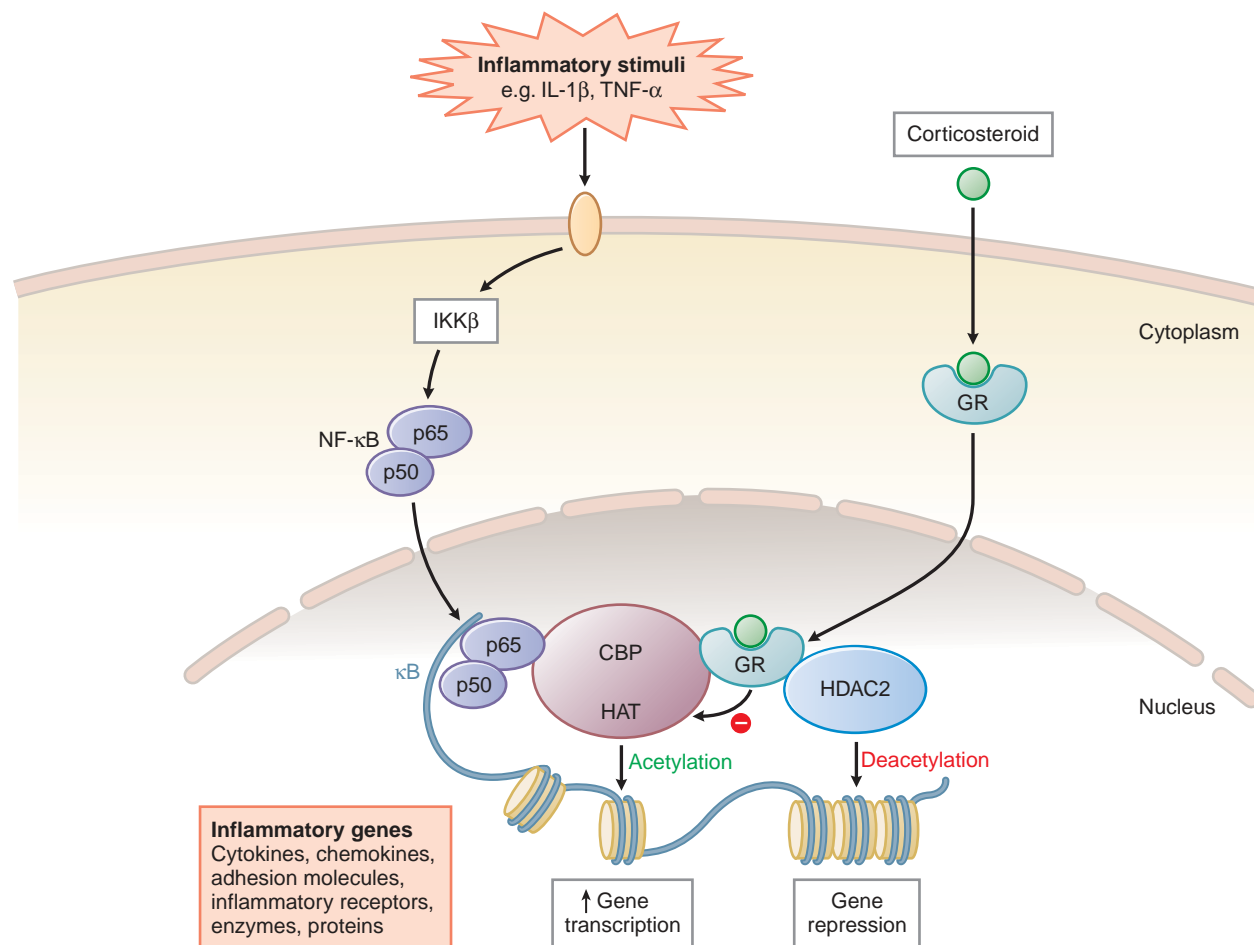 Inflammatory stimuli
e.g. IL-1β, TNF-α
Corticosteroid
IKKβ
Cytoplasm
GR
NF-κB
p65
p50
κB
p65
p50
CBP
HAT
GR
HDAC2
Nucleus
Acetylation
Deacetylation
Inflammatory genes
Cytokines, chemokines,
adhesion molecules,
inflammatory receptors,
enzymes, proteins
↑ Gene
transcription
Gene
repression